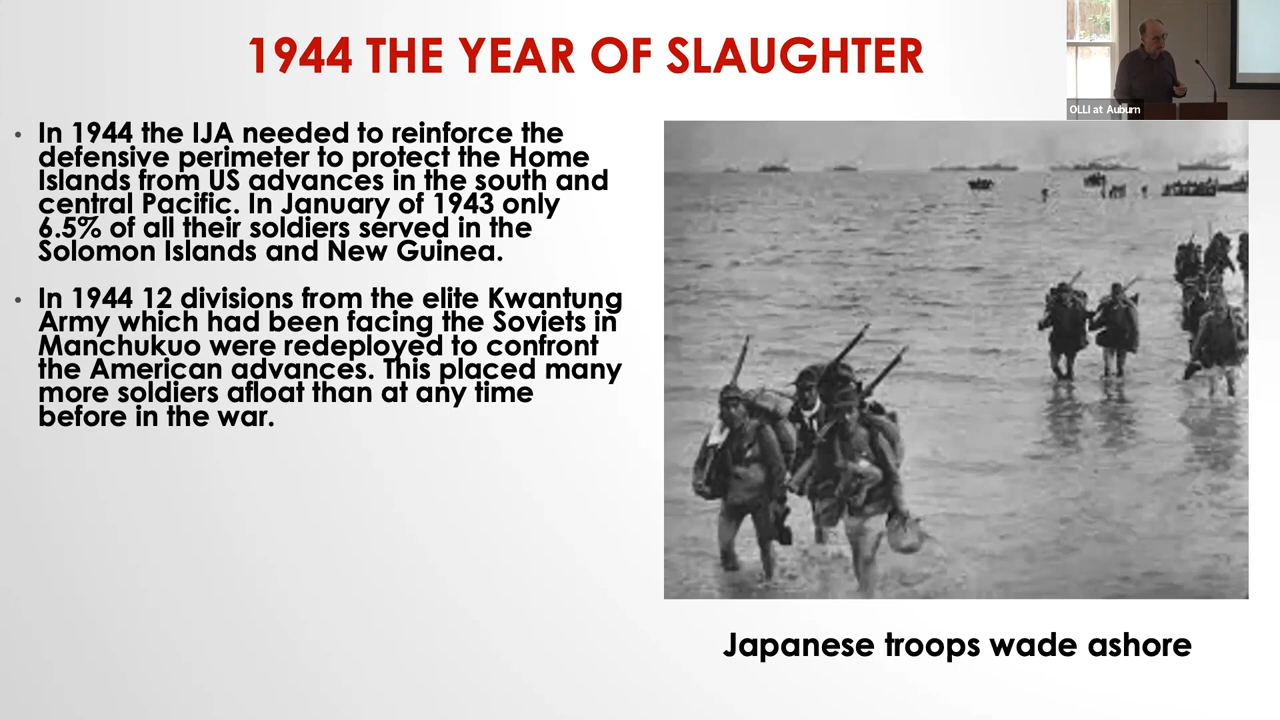 1944 THE YEAR OF SLAUGHTER
OLLI at Auburn
• In 1944 the IJA needed to reinforce the
defensive perimeter to protect the Home
Islands from US advances in the south and
central Pacific. In January of 1943 only
6.5% of all their soldiers served in the
Solomon Islands and New Guinea.
• In 1944 12 divisions from the elite Kwantung
Army which had been facing the Soviets in
Manchukuo were redeployed to confront
the American advances. This placed many
more soldiers afloat than at any time
before in the war.
Japanese troops wade ashore